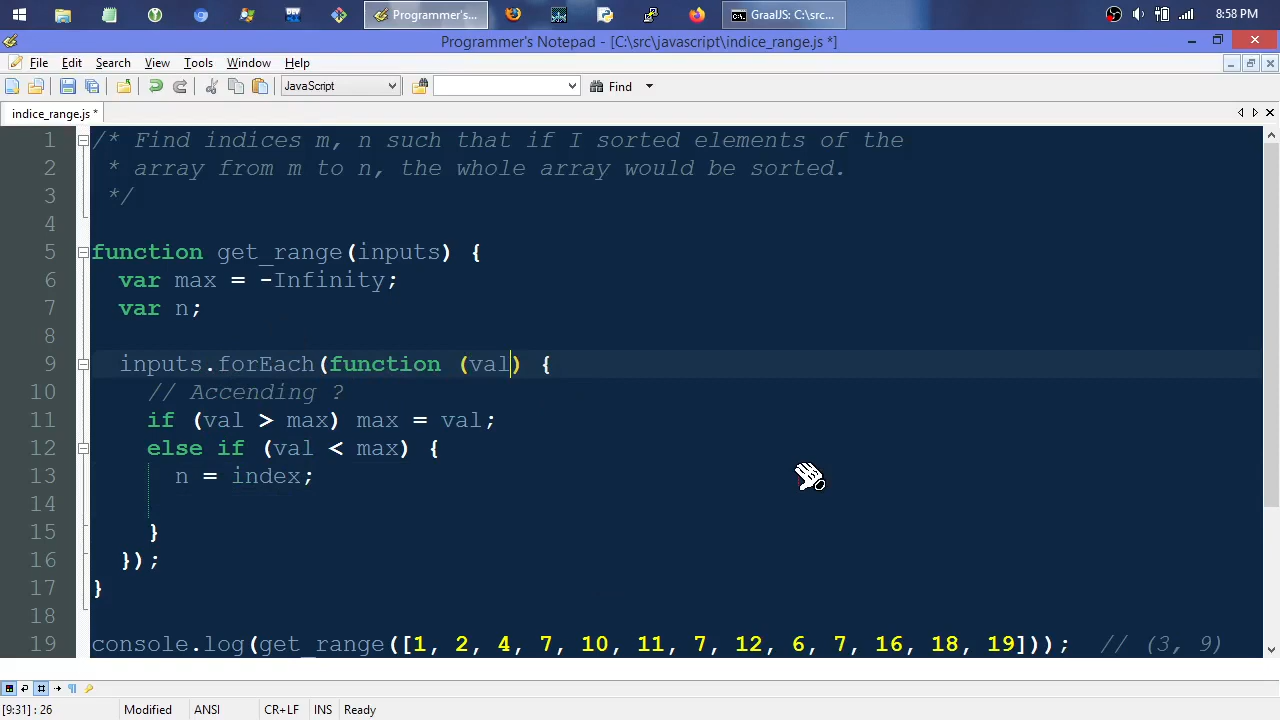 Programmer's...
GraalJS: C:\src...
8:58 PM
Programmer's Notepad - [C:\src\javascript\indice_range.js *]
File Edit Search View Tools Window Help
JavaScript Find
indice_range.js *
1 /* Find indices m, n such that if I sorted elements of the
2 * array from m to n, the whole array would be sorted.
3 */
4
5 function get_range(inputs) {
6 var max = -Infinity;
7 var n;
8
9 inputs.forEach(function (val) {
10 // Accending ?
11 if (val > max) max = val;
12 else if (val < max) {
13 n = index;
14
15 }
16 });
17 }
18
19 console.log(get_range([1, 2, 4, 7, 10, 11, 7, 12, 6, 7, 16, 18, 19])); // (3, 9)
[9:31] : 26 Modified ANSI CR+LF INS Ready